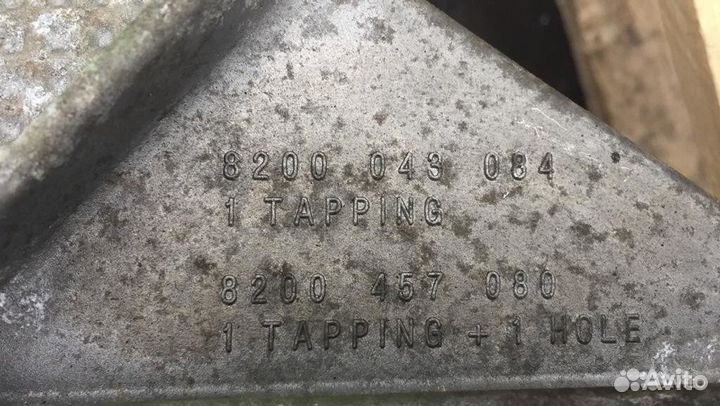 8200 043 084
1 TAPPING
8200 457 080
1 TAPPING + 1 HOLE
Avito